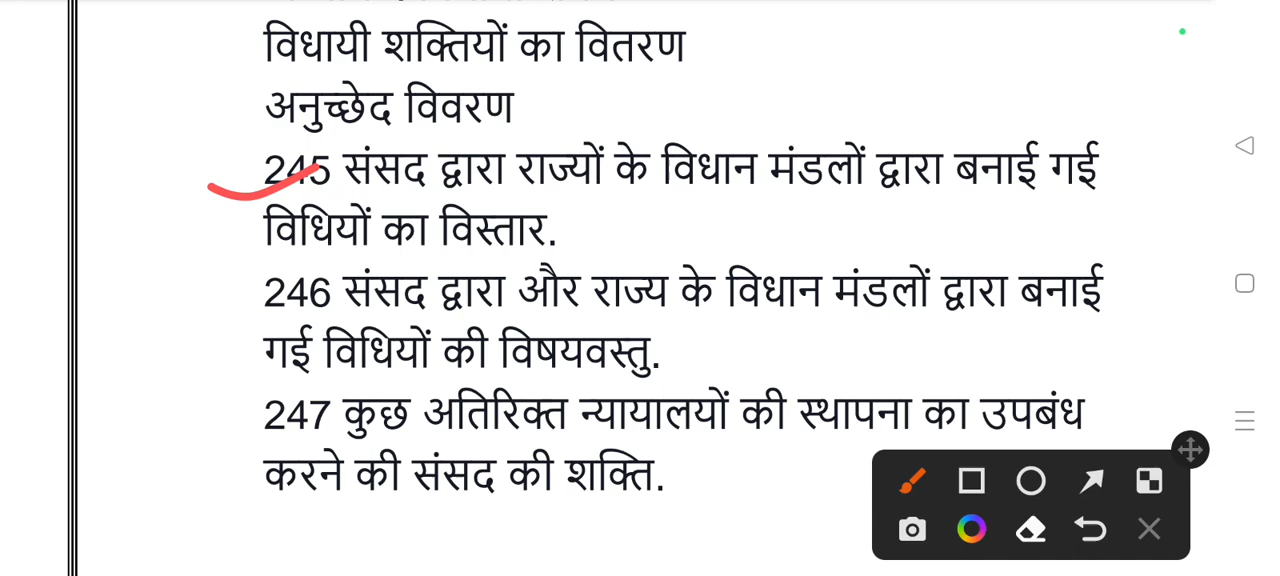 विधायी शक्तियों का वितरण
अनुच्छेद विवरण
245 संसद द्वारा राज्यों के विधान मंडलों द्वारा बनाई गई
विधियों का विस्तार.
246 संसद द्वारा और राज्य के विधान मंडलों द्वारा बनाई
गई विधियों की विषयवस्तु.
247 कुछ अतिरिक्त न्यायालयों की स्थापना का उपबंध
करने की संसद की शक्ति.